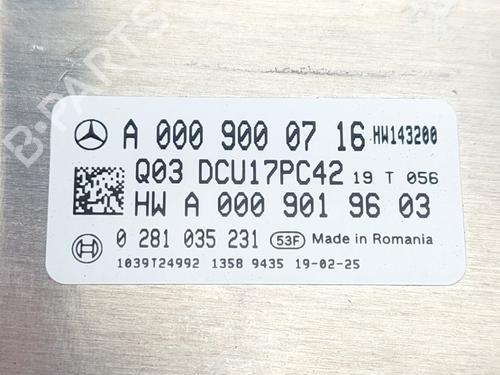 A 000 900 07 16 HW143200
Q03 DCU17PC42 19 T 056
HW A 000 901 96 03
0 281 035 231 53F Made in Romania
1039T24992 1358 9435 19-02-25
B-PARTS